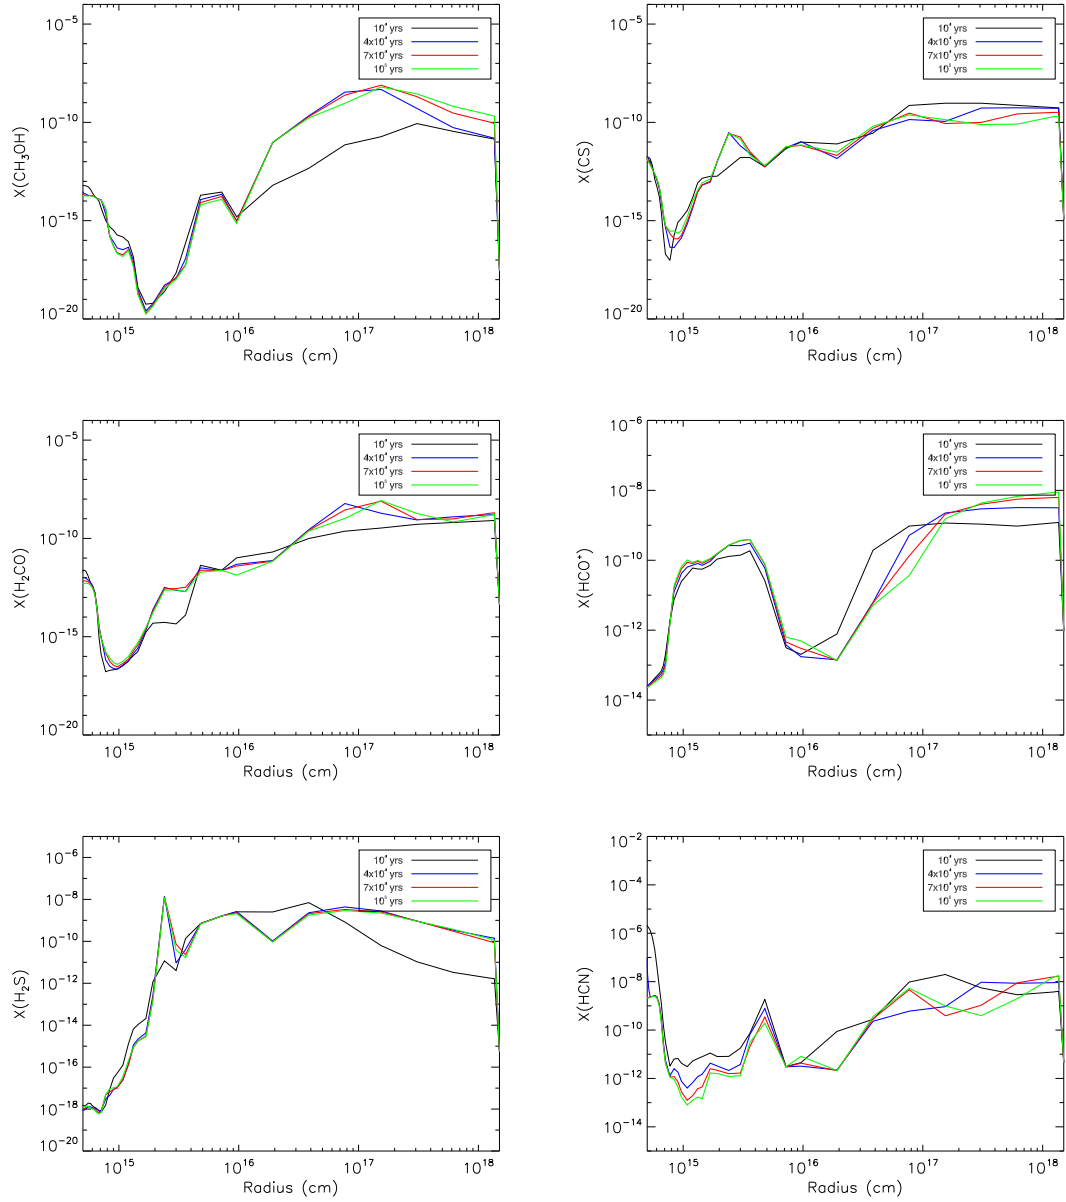 10⁻⁵
10⁻¹⁰
10⁻¹⁵
10⁻²⁰
X(CH₃OH)
10⁴ yrs
4x10⁴ yrs
7x10⁴ yrs
10⁵ yrs
10¹⁵ 10¹⁶ 10¹⁷ 10¹⁸
Radius (cm)
10⁻⁵
10⁻¹⁰
10⁻¹⁵
10⁻²⁰
X(CS)
10⁴ yrs
4x10⁴ yrs
7x10⁴ yrs
10⁵ yrs
10¹⁵ 10¹⁶ 10¹⁷ 10¹⁸
Radius (cm)
10⁻⁵
10⁻¹⁰
10⁻¹⁵
10⁻²⁰
X(H₂CO)
10⁴ yrs
4x10⁴ yrs
7x10⁴ yrs
10⁵ yrs
10¹⁵ 10¹⁶ 10¹⁷ 10¹⁸
Radius (cm)
10⁻⁶
10⁻⁸
10⁻¹⁰
10⁻¹²
10⁻¹⁴
X(HCO⁺)
10⁴ yrs
4x10⁴ yrs
7x10⁴ yrs
10⁵ yrs
10¹⁵ 10¹⁶ 10¹⁷ 10¹⁸
Radius (cm)
10⁻⁶
10⁻⁸
10⁻¹⁰
10⁻¹²
10⁻¹⁴
10⁻¹⁶
10⁻¹⁸
10⁻²⁰
X(H₂S)
10⁴ yrs
4x10⁴ yrs
7x10⁴ yrs
10⁵ yrs
10¹⁵ 10¹⁶ 10¹⁷ 10¹⁸
Radius (cm)
10⁻²
10⁻⁴
10⁻⁶
10⁻⁸
10⁻¹⁰
10⁻¹²
10⁻¹⁴
X(HCN)
10⁴ yrs
4x10⁴ yrs
7x10⁴ yrs
10⁵ yrs
10¹⁵ 10¹⁶ 10¹⁷ 10¹⁸
Radius (cm)